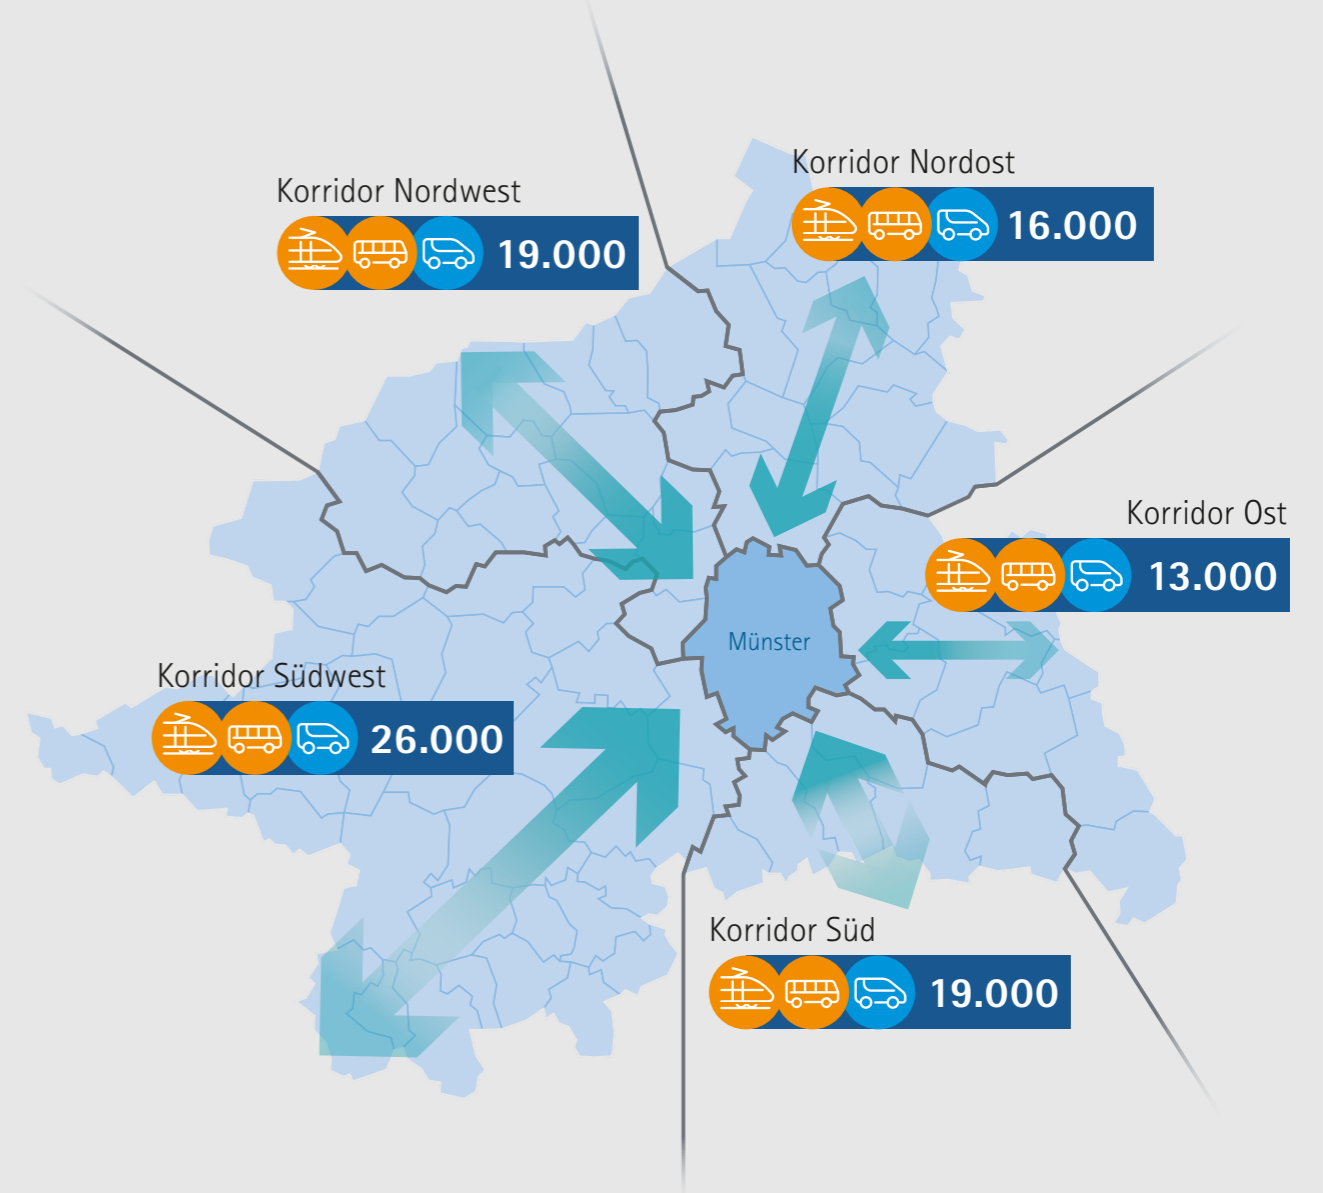 Korridor Nordost
16.000
Korridor Nordwest
19.000
Korridor Ost
13.000
Münster
Korridor Südwest
26.000
Korridor Süd
19.000